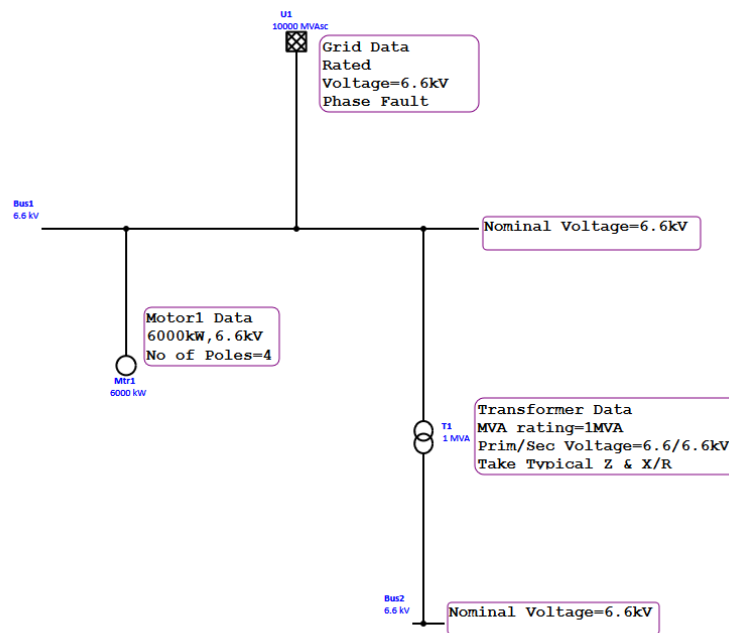 U1
10000 MVAsc
Grid Data
Rated
Voltage=6.6kV
Phase Fault
Bus1
6.6 kV
Nominal Voltage=6.6kV
Motor1 Data
6000kW,6.6kV
No of Poles=4
Mtr1
6000 kW
T1
1 MVA
Transformer Data
MVA rating=1MVA
Prim/Sec Voltage=6.6/6.6kV
Take Typical Z & X/R
Bus2
6.6 kV
Nominal Voltage=6.6kV